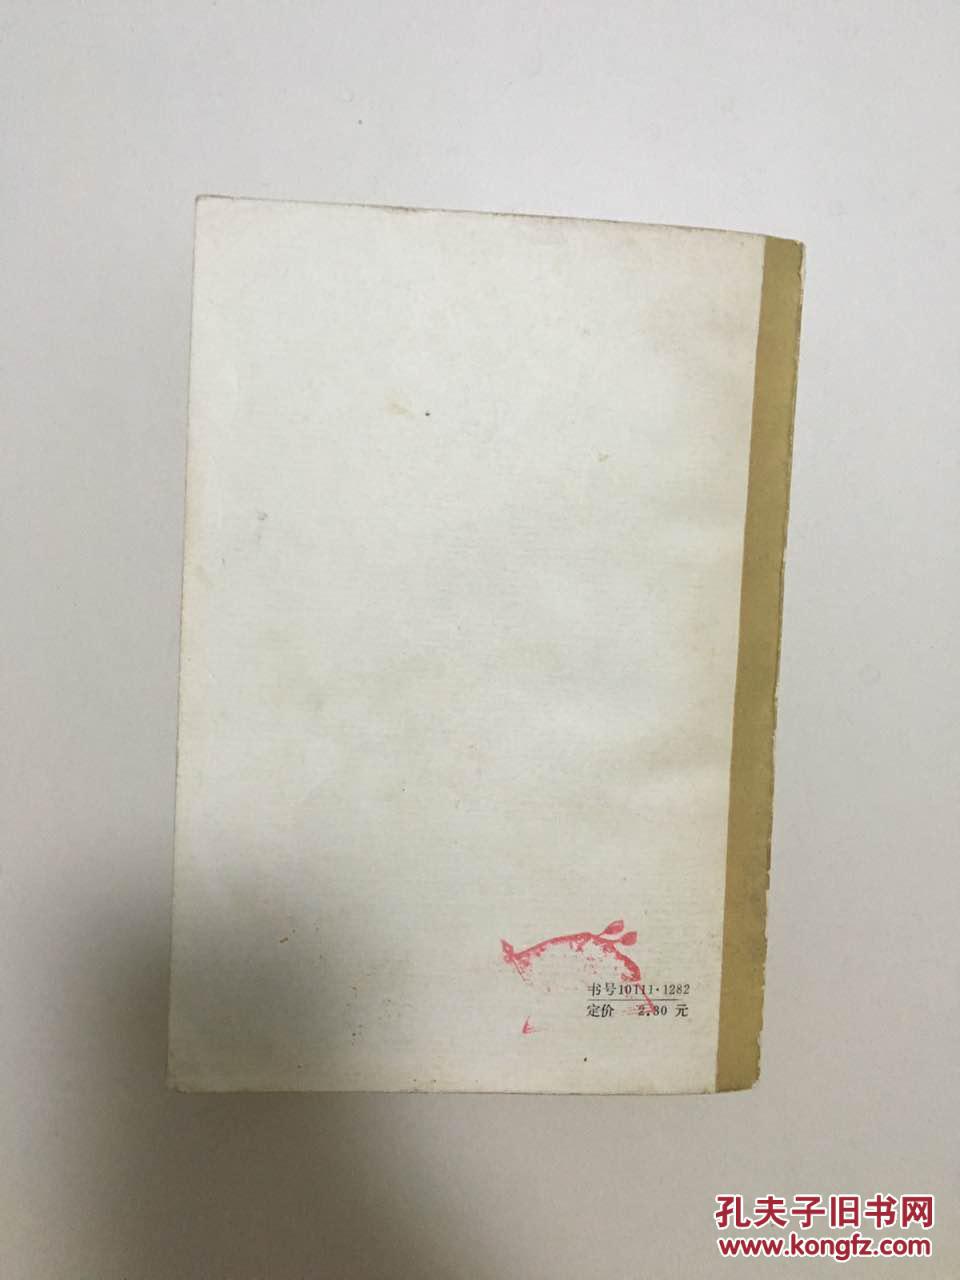 书号10111·1282
定价 2.80 元
孔夫子旧书网
www.kongfz.com